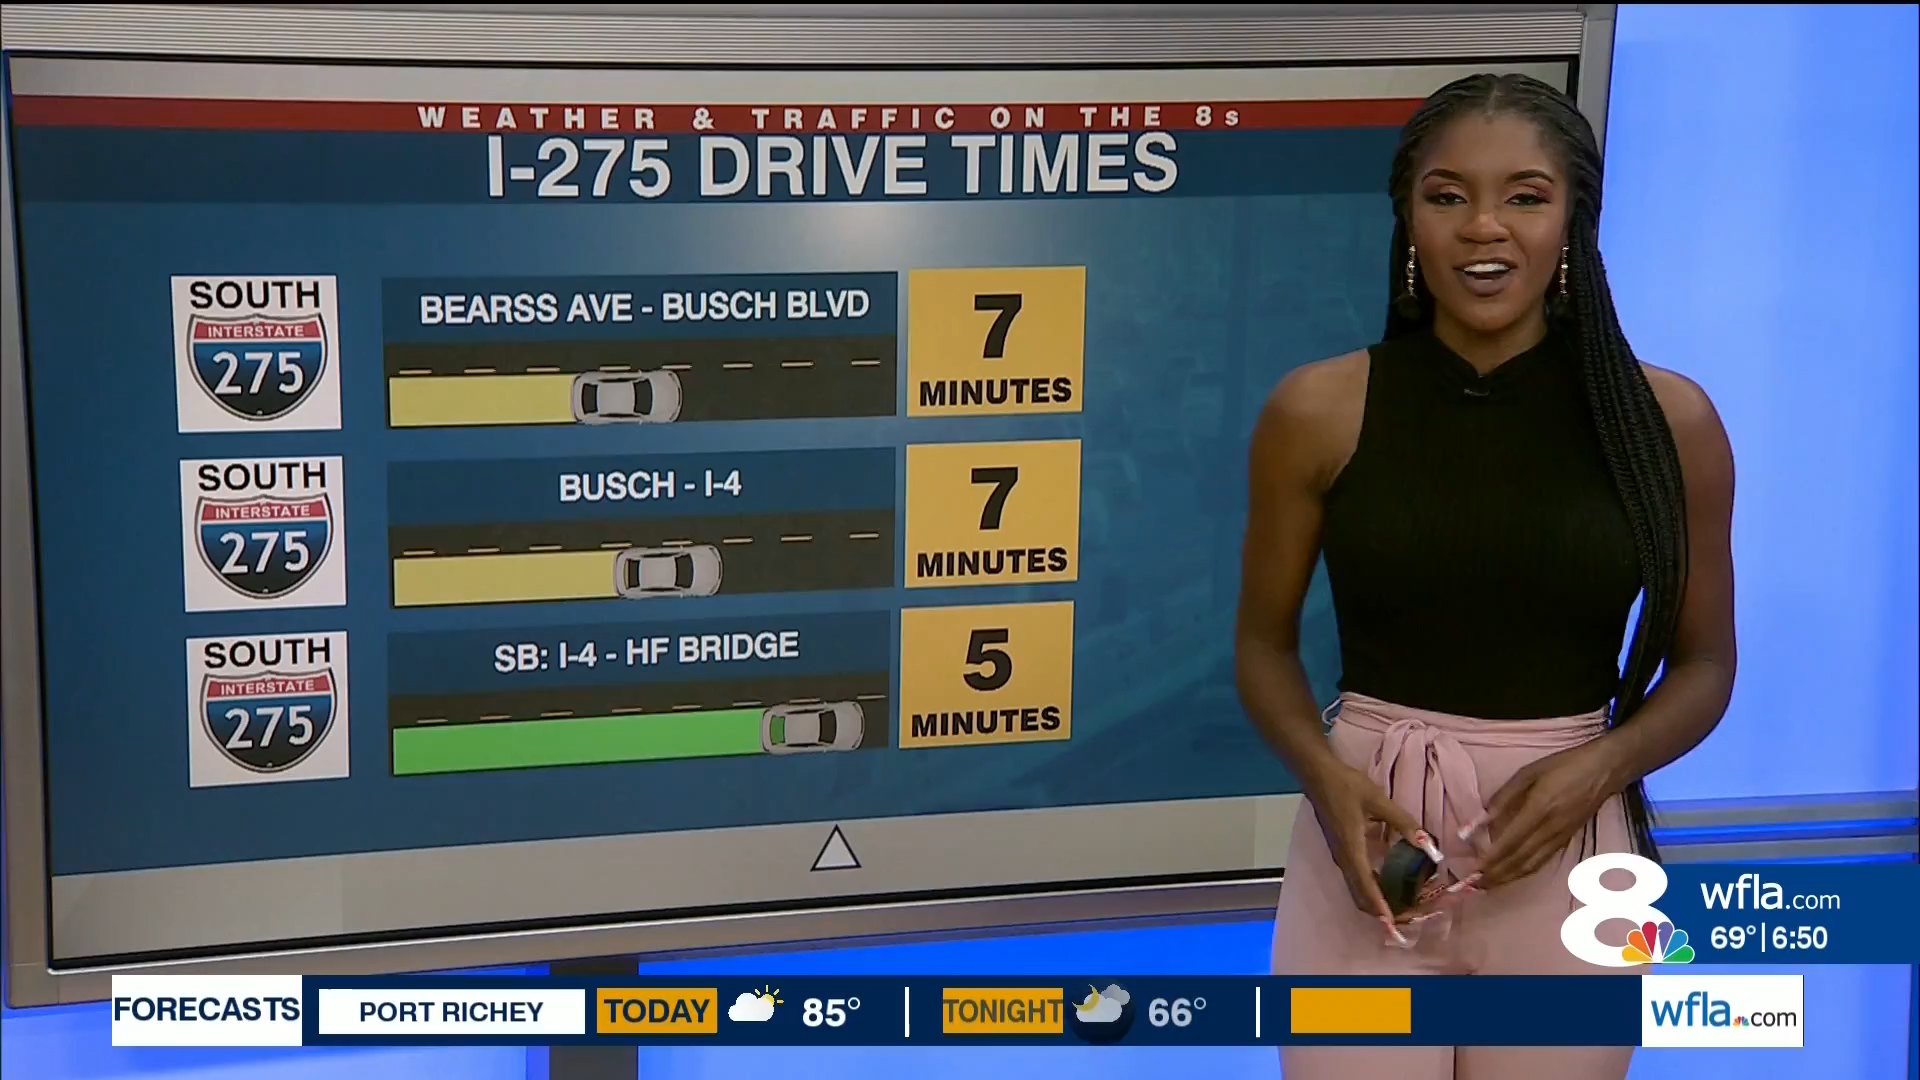 WEATHER & TRAFFIC ON THE 8s
I-275 DRIVE TIMES
SOUTH
INTERSTATE
275
BEARSS AVE - BUSCH BLVD
7
MINUTES
SOUTH
INTERSTATE
275
BUSCH - I-4
7
MINUTES
SOUTH
INTERSTATE
275
SB: I-4 - HF BRIDGE
5
MINUTES
8
wfla.com
69° | 6:50
FORECASTS PORT RICHEY TODAY 85° | TONIGHT 66° | wfla.com